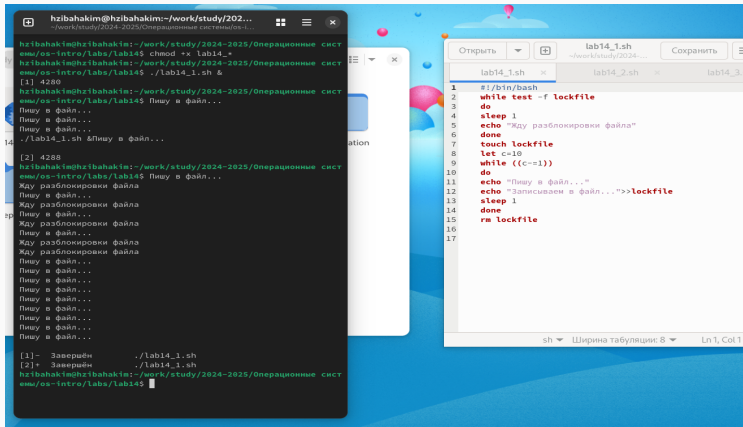 hzibahakim@hzibahakim:~/work/study/202...
~/work/study/2024-2025/Операционные системы/os-i...
hzibahakim@hzibahakim:~/work/study/2024-2025/Операционные сист
емы/os-intro/labs/lab14$ chmod +x lab14_*
hzibahakim@hzibahakim:~/work/study/2024-2025/Операционные сист
емы/os-intro/labs/lab14$ ./lab14_1.sh &
[1] 4280
hzibahakim@hzibahakim:~/work/study/2024-2025/Операционные сист
емы/os-intro/labs/lab14$ Пишу в файл...
Пишу в файл...
Пишу в файл...
Пишу в файл...
./lab14_1.sh &Пишу в файл...
[2] 4288
hzibahakim@hzibahakim:~/work/study/2024-2025/Операционные сист
емы/os-intro/labs/lab14$ Пишу в файл...
Жду разблокировки файла
Пишу в файл...
Жду разблокировки файла
Пишу в файл...
Жду разблокировки файла
Пишу в файл...
Жду разблокировки файла
Пишу в файл...
Жду разблокировки файла
Жду разблокировки файла
Пишу в файл...
Пишу в файл...
Пишу в файл...
Пишу в файл...
Пишу в файл...
Пишу в файл...
Пишу в файл...
Пишу в файл...
Пишу в файл...
[1]- Завершён ./lab14_1.sh
[2]+ Завершён ./lab14_1.sh
hzibahakim@hzibahakim:~/work/study/2024-2025/Операционные сист
емы/os-intro/labs/lab14$
ation
Открыть
lab14_1.sh
~/work/study/2024-...
Сохранить
lab14_1.sh × lab14_2.sh × lab14_3.
1 #!/bin/bash
2 while test -f lockfile
3 do
4 sleep 1
5 echo "Жду разблокировки файла"
6 done
7 touch lockfile
8 let c=10
9 while ((c-=1))
10 do
11 echo "Пишу в файл..."
12 echo "Записываем в файл...">>lockfile
13 sleep 1
14 done
15 rm lockfile
16
17
sh Ширина табуляции: 8 Ln 1, Col 1